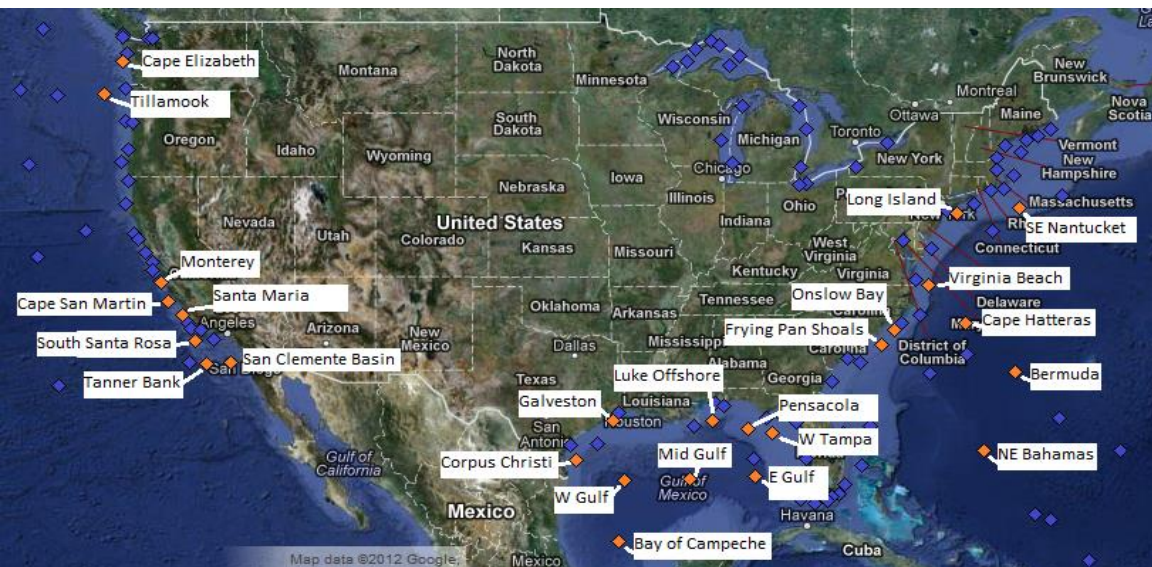 North
Dakota
Montana
Minnesota
Montreal
New
Brunswick
Nova
Scotia
Ottawa
Maine
Cape Elizabeth
Tillamook
Oregon
Idaho
Wyoming
South
Dakota
Wisconsin
Michigan
Toronto
Vermont
New
Hampshire
New York
Chicago
Iowa
Nebraska
Illinois
Indiana
Ohio
Long Island
Massachusetts
SE Nantucket
Connecticut
Nevada
Utah
Colorado
United States
Kansas
Missouri
West
Virginia
Virginia
Kentucky
Monterey
Cape San Martin
Santa Maria
Angeles
South Santa Rosa
San Clemente Basin
Tanner Bank
San Diego
Arizona
New
Mexico
Oklahoma
Arkansas
Tennessee
Virginia Beach
Delaware
Onslow Bay
Cape Hatteras
Frying Pan Shoals
Carolina
District of
Columbia
Dallas
Mississippi
Alabama
Georgia
Bermuda
Texas
Luke Offshore
Louisiana
Galveston
Houston
Pensacola
San
Antonio
W Tampa
Corpus Christi
Mid Gulf
E Gulf
NE Bahamas
W Gulf
Gulf of
California
Gulf of
Mexico
Mexico
Havana
Cuba
Bay of Campeche
Map data ©2012 Google,
Mexico